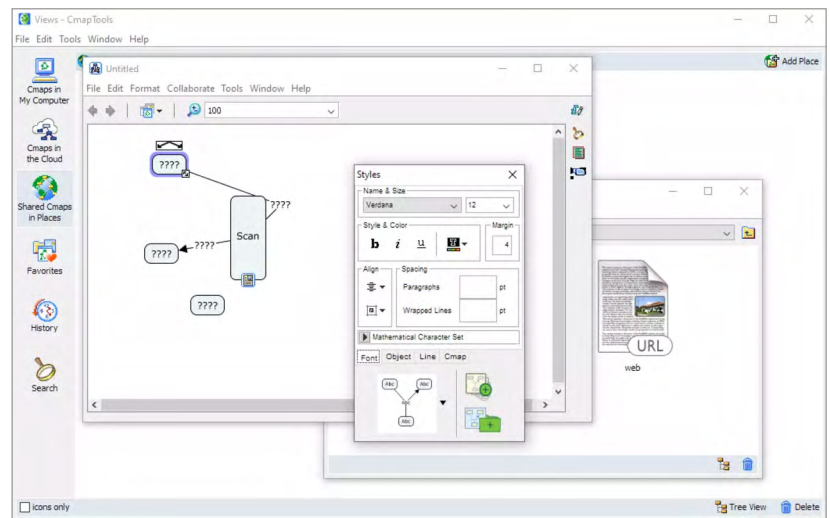 Views - CmapTools
File Edit Tools Window Help
Add Place
Cmaps in
My Computer
Cmaps in
the Cloud
Shared Cmaps
in Places
Favorites
History
Search
Untitled
File Edit Format Collaborate Tools Window Help
100
????
????
Scan
????
????
????
Styles
Name & Size
Verdana
12
Style & Color
Margin
b i u
4
Align
Spacing
Paragraphs
pt
Wrapped Lines
pt
Mathematical Character Set
Font Object Line Cmap
Abc
Abc
Abc
URL
web
icons only
Tree View
Delete